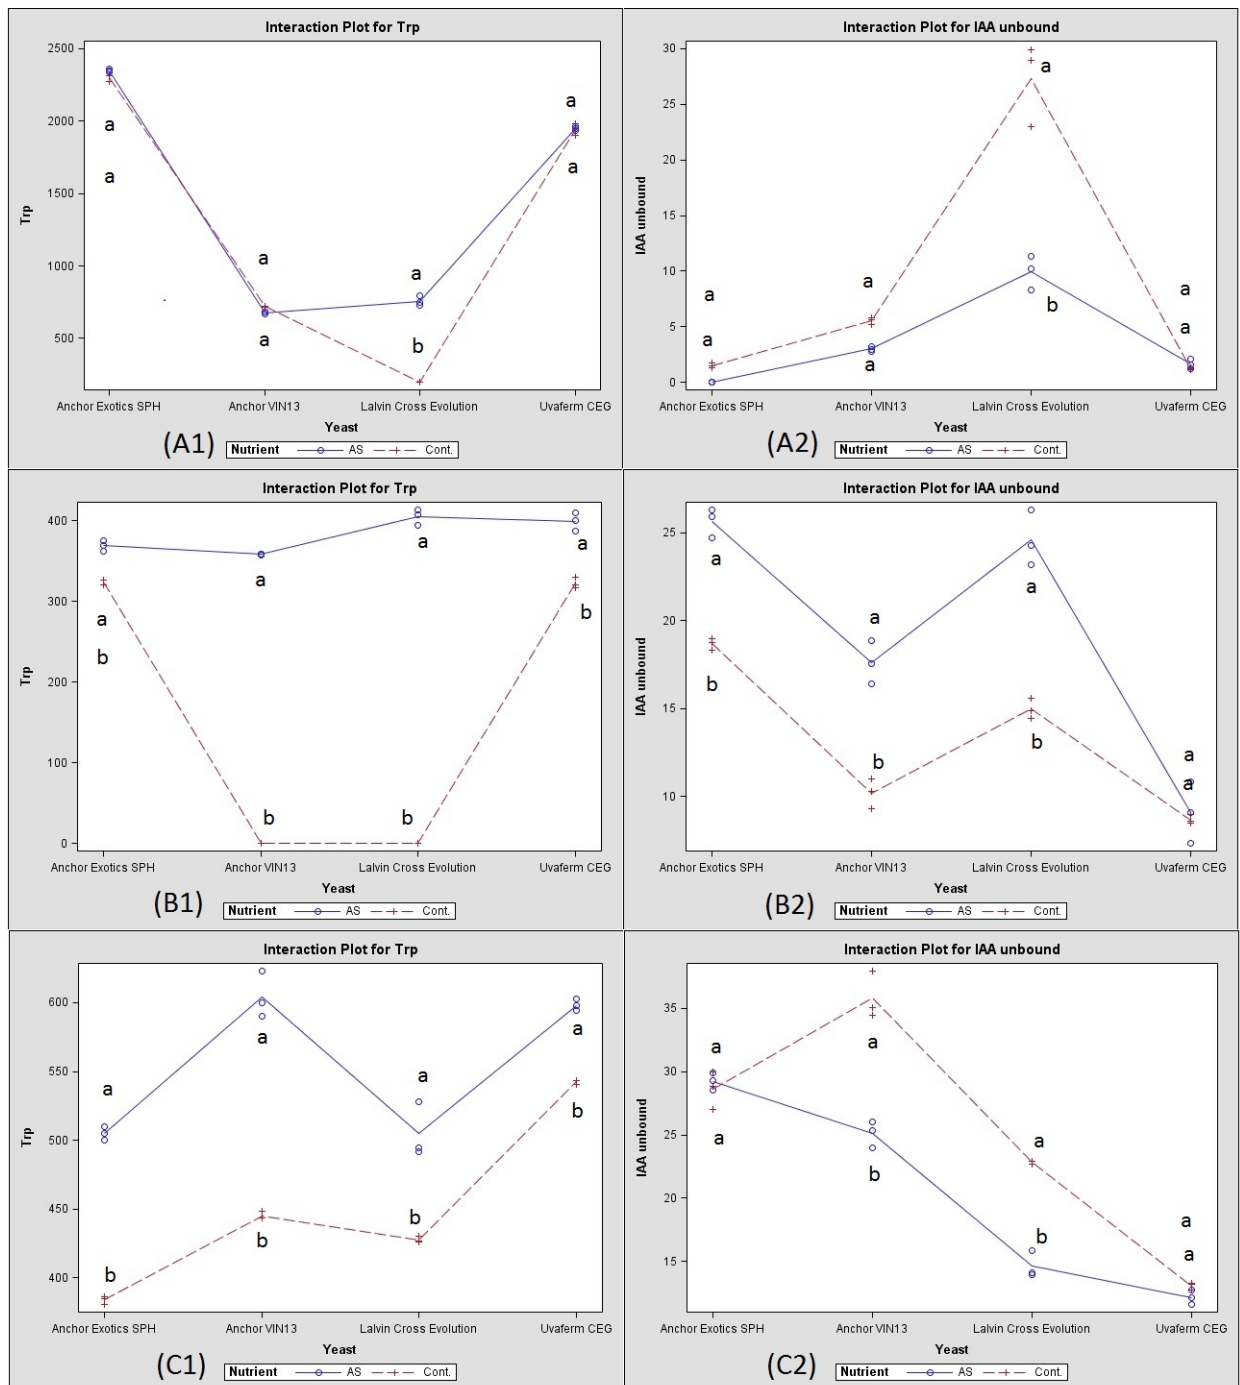 Interaction Plot for Trp
2500
2000
1500
1000
500
Trp
a
a
a
a
a
b
a
a
Anchor Exotics SPH Anchor VIN13 Lalvin Cross Evolution Uvaferm CEG
Yeast
(A1)
Nutrient AS Cont.
Interaction Plot for IAA unbound
30
25
20
15
10
5
0
IAA unbound
a
a
a
a
a
b
a
a
Anchor Exotics SPH Anchor VIN13 Lalvin Cross Evolution Uvaferm CEG
Yeast
(A2)
Nutrient AS Cont.
Interaction Plot for Trp
400
300
200
100
0
Trp
a
b
a
b
a
b
a
b
Anchor Exotics SPH Anchor VIN13 Lalvin Cross Evolution Uvaferm CEG
Yeast
(B1)
Nutrient AS Cont.
Interaction Plot for IAA unbound
25
20
15
10
IAA unbound
a
b
a
b
a
b
a
a
Anchor Exotics SPH Anchor VIN13 Lalvin Cross Evolution Uvaferm CEG
Yeast
(B2)
Nutrient AS Cont.
Interaction Plot for Trp
600
550
500
450
400
Trp
a
b
a
b
a
b
a
b
Anchor Exotics SPH Anchor VIN13 Lalvin Cross Evolution Uvaferm CEG
Yeast
(C1)
Nutrient AS Cont.
Interaction Plot for IAA unbound
35
30
25
20
15
IAA unbound
a
a
a
b
a
b
a
a
Anchor Exotics SPH Anchor VIN13 Lalvin Cross Evolution Uvaferm CEG
Yeast
(C2)
Nutrient AS Cont.